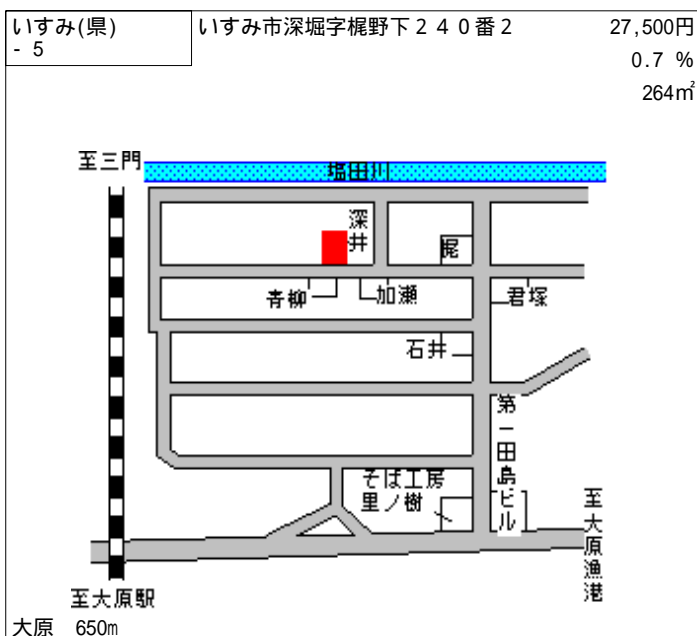 いすみ(県)
- 5
いすみ市深堀字梶野下２４０番２
27,500円
0.7 %
264㎡
至三門
塩田川
深井
梶
青柳
加瀬
君塚
石井
第一田島ビル
そば工房
里ノ樹
至大原漁港
至大原駅
大原 650m